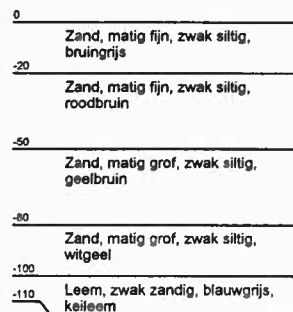 0
Zand, matig fijn, zwak siltig,
bruingrijs
-20
Zand, matig fijn, zwak siltig,
roodbruin
-50
Zand, matig grof, zwak siltig,
geelbruin
-80
Zand, matig grof, zwak siltig,
witgeel
-100
Leem, zwak zandig, blauwgrijs,
keileem
-110